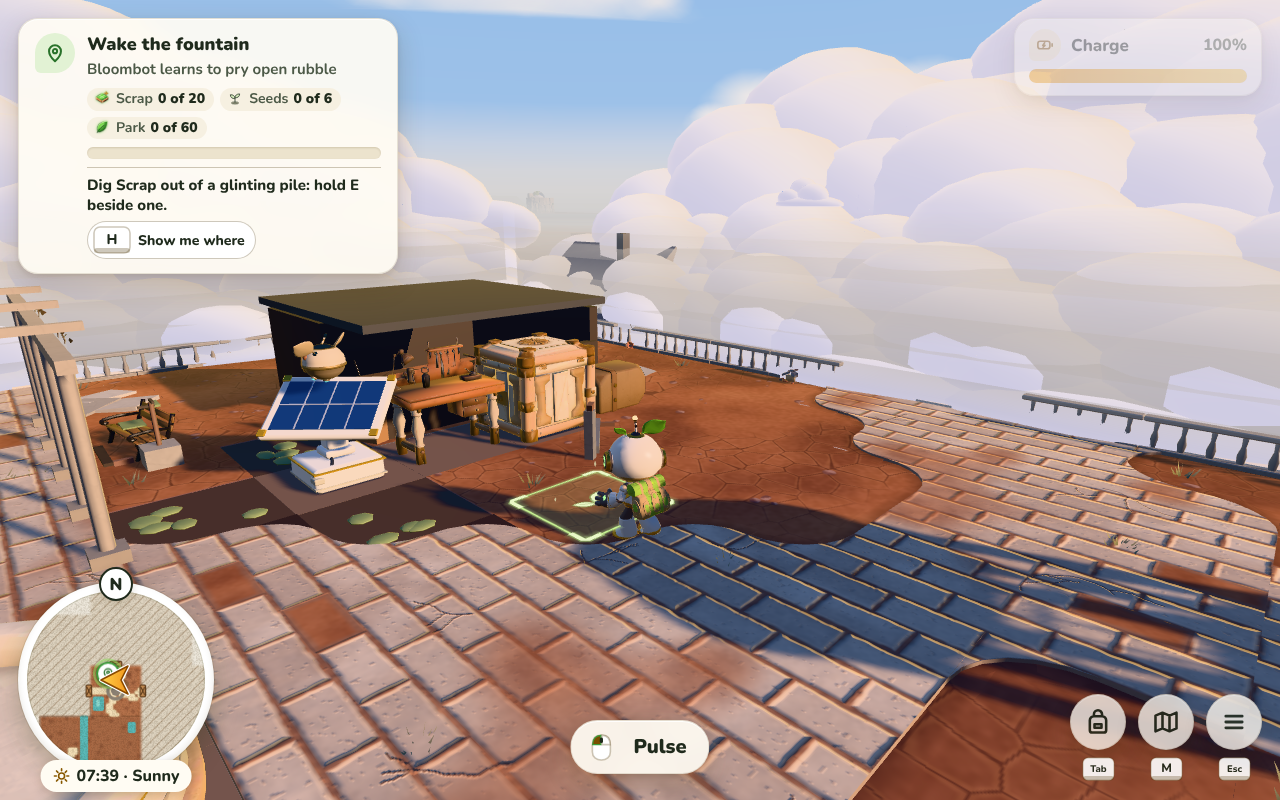 Wake the fountain
Bloombot learns to pry open rubble
Scrap 0 of 20 Seeds 0 of 6
Park 0 of 60
Dig Scrap out of a glinting pile: hold E
beside one.
H Show me where
Charge 100%
N
07:39 · Sunny
Pulse
Tab M Esc